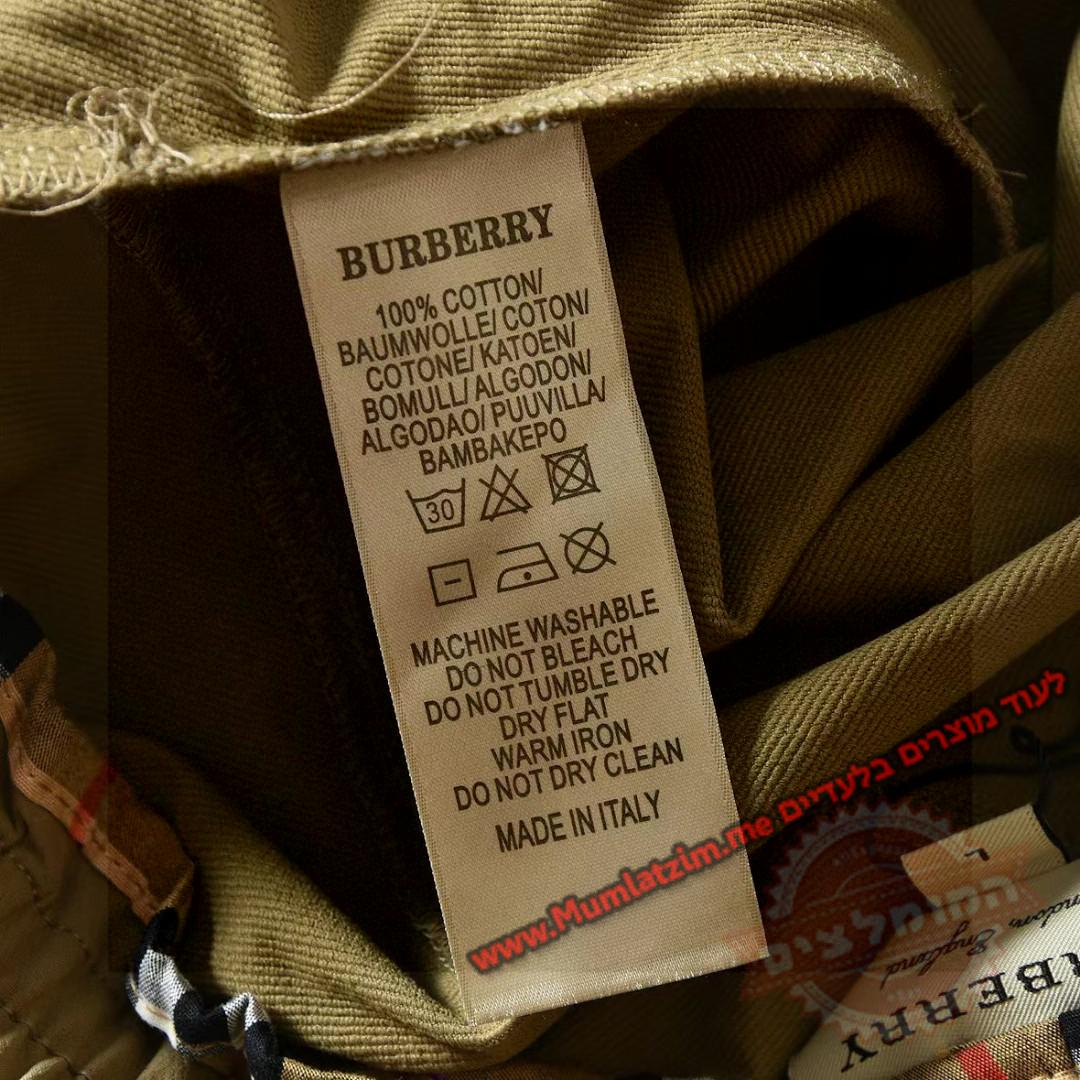 BURBERRY
100% COTTON/
BAUMWOLLE/ COTON/
COTONE/ KATOEN/
BOMULL/ ALGODON/
ALGODAO/ PUUVILLA/
BAMBAKEPO
30
MACHINE WASHABLE
DO NOT BLEACH
DO NOT TUMBLE DRY
DRY FLAT
WARM IRON
DO NOT DRY CLEAN
MADE IN ITALY
לעוד מוצרים בלעדיים www.Mumlatzim.me
המומלצים
L
England
RBERRY